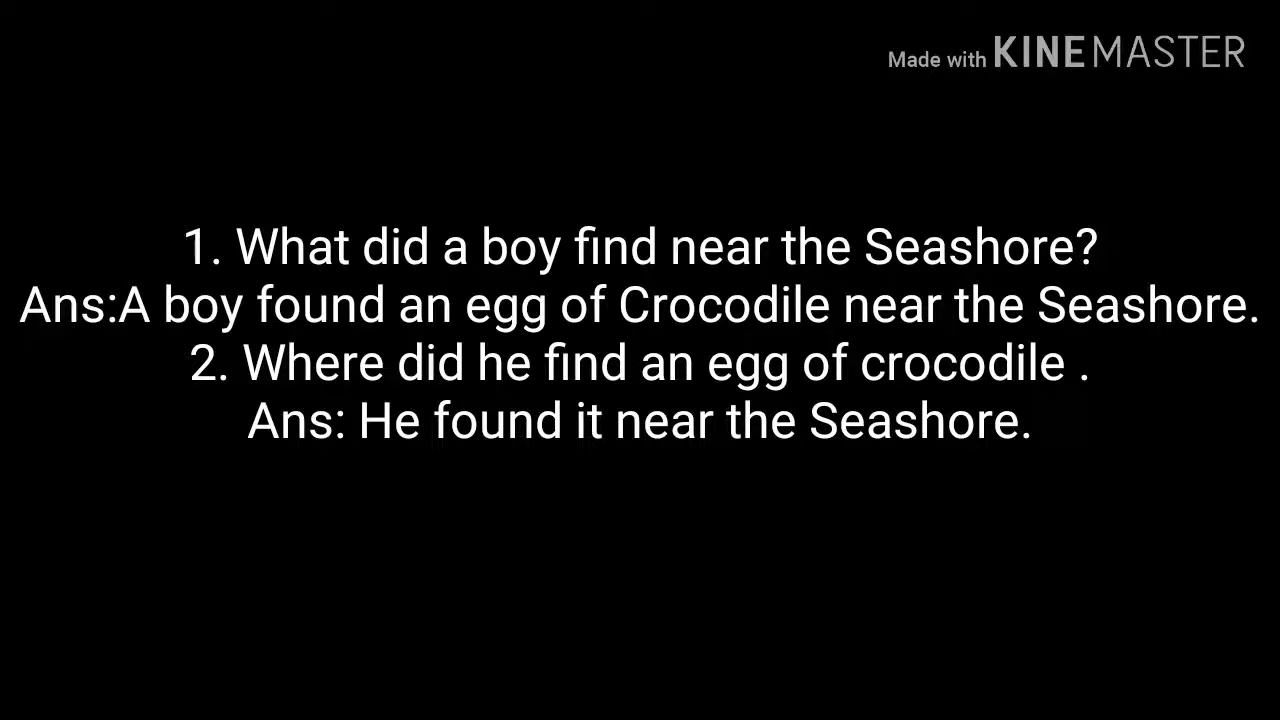 Made with KINEMASTER
1. What did a boy find near the Seashore?
Ans:A boy found an egg of Crocodile near the Seashore.
2. Where did he find an egg of crocodile .
Ans: He found it near the Seashore.